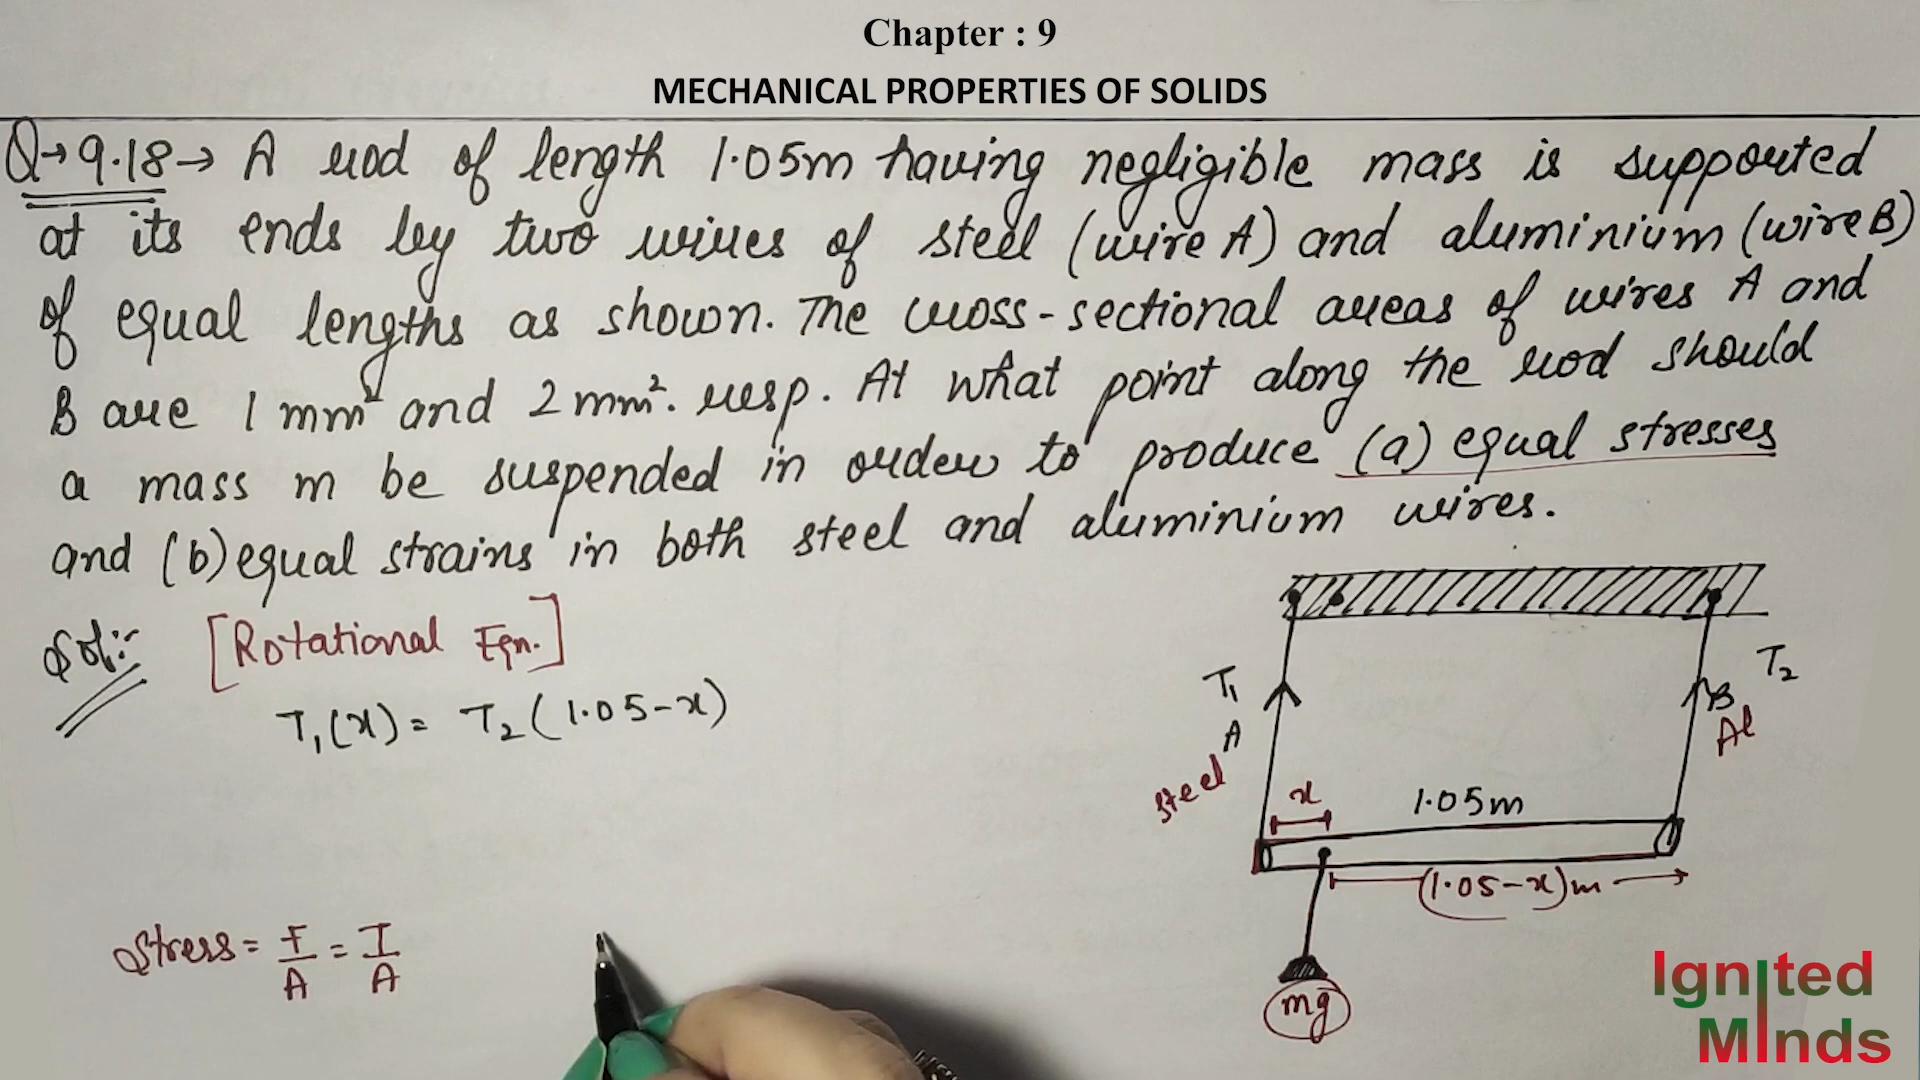 Chapter : 9
MECHANICAL PROPERTIES OF SOLIDS
Q→9.18→ A rod of length 1.05m having negligible mass is supported
at its ends by two wires of steel (wire A) and aluminium (wire B)
of equal lengths as shown. The cross-sectional areas of wires A and
B are 1 mm² and 2 mm². resp. At what point along the rod should
a mass m be suspended in order to produce (a) equal stresses
and (b) equal strains in both steel and aluminium wires.
Sol:-
[Rotational Eqn.]
T₁(x) = T₂(1.05-x)
Stress = F/A = T/A
T₁
A
Steel
T₂
B
Al
x
1.05m
(1.05-x)m
mg
Ignited
Minds